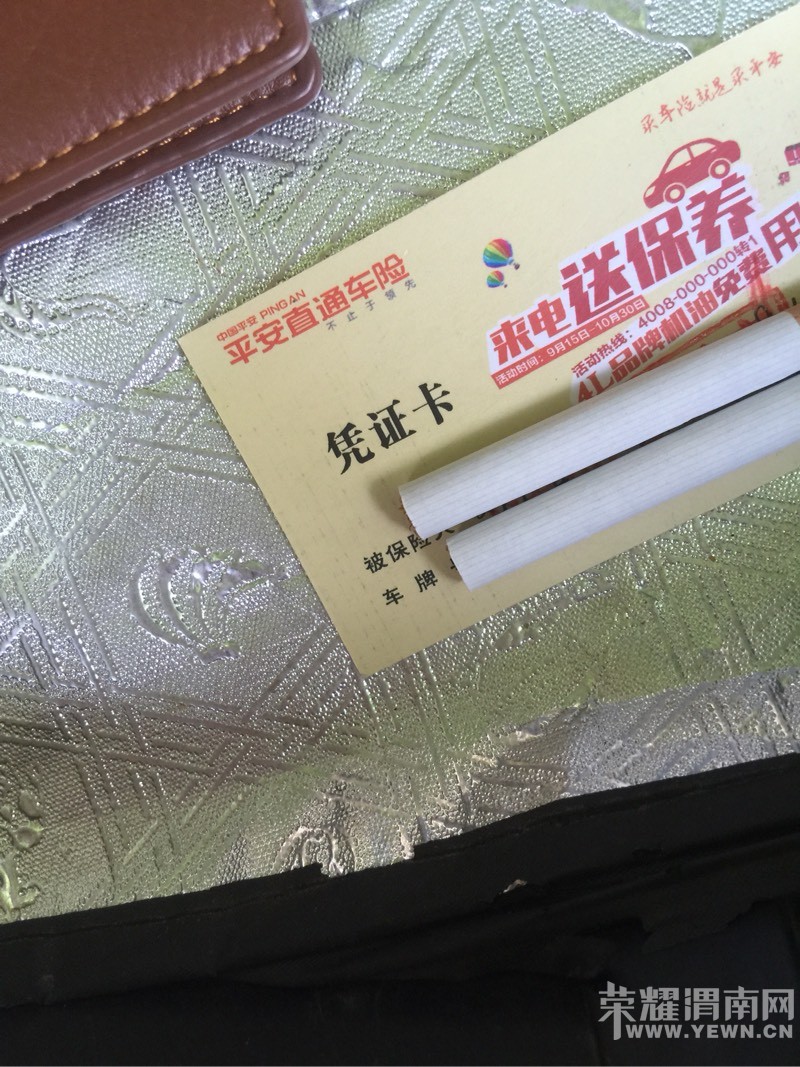 买车险就是买平安
中国平安 PING AN
平安直通车险
不止于领先
来电送保养
活动时间：9月15日-10月30日
活动热线：4008-000-000转1
4L品牌机油免费用
凭证卡
被保险人
车牌
荣耀渭南网
WWW.YEWN.CN